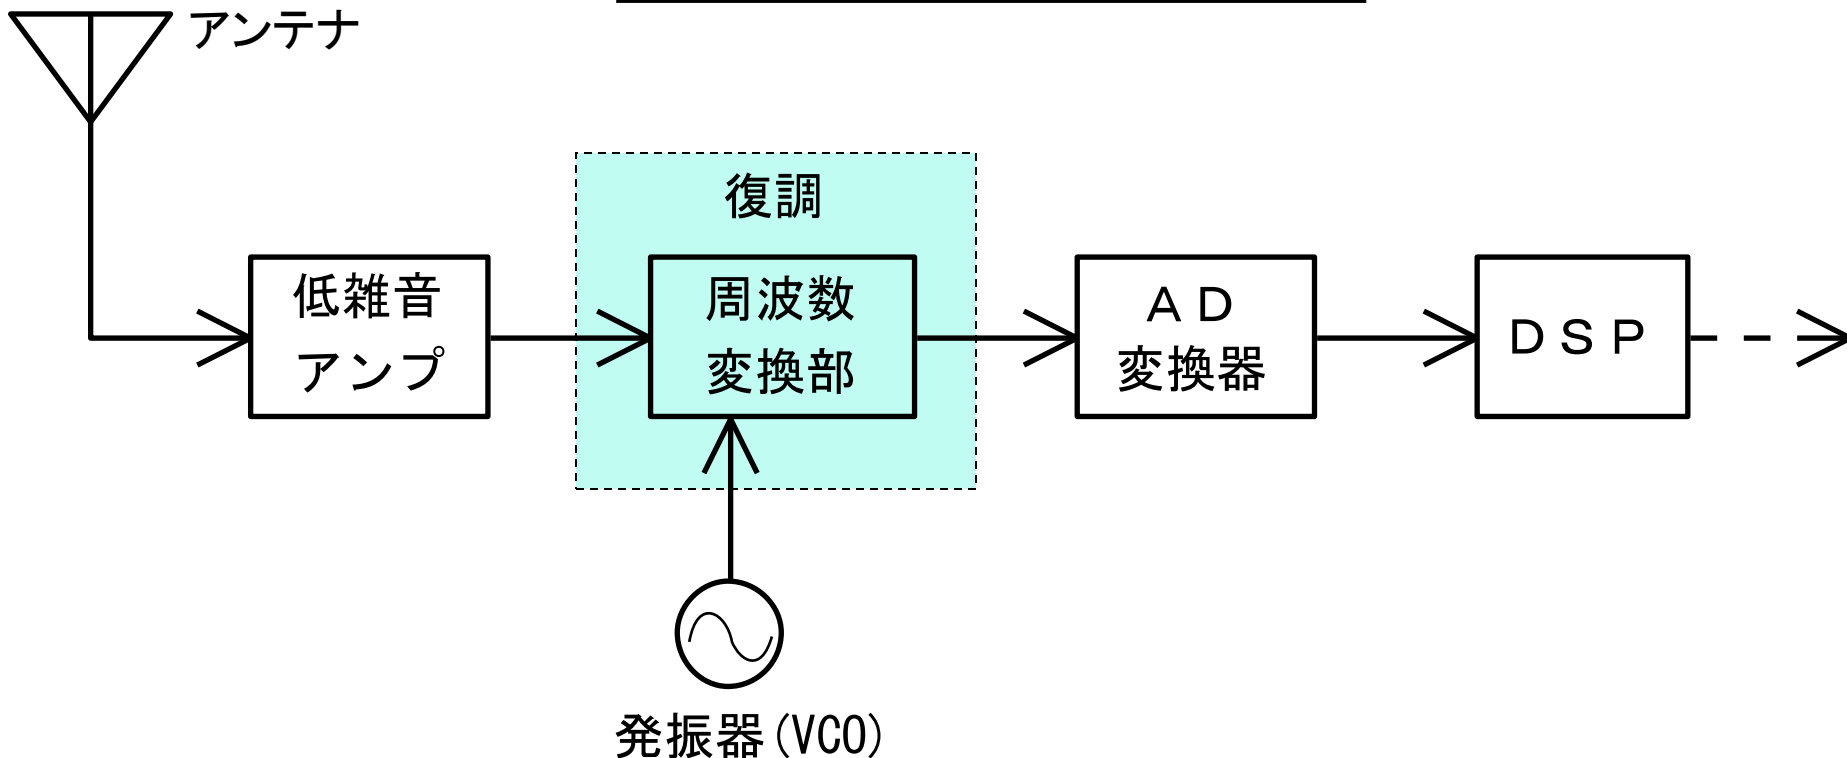 アンテナ
復調
低雑音
アンプ
周波数
変換部
ＡＤ
変換器
ＤＳＰ
発振器(VCO)